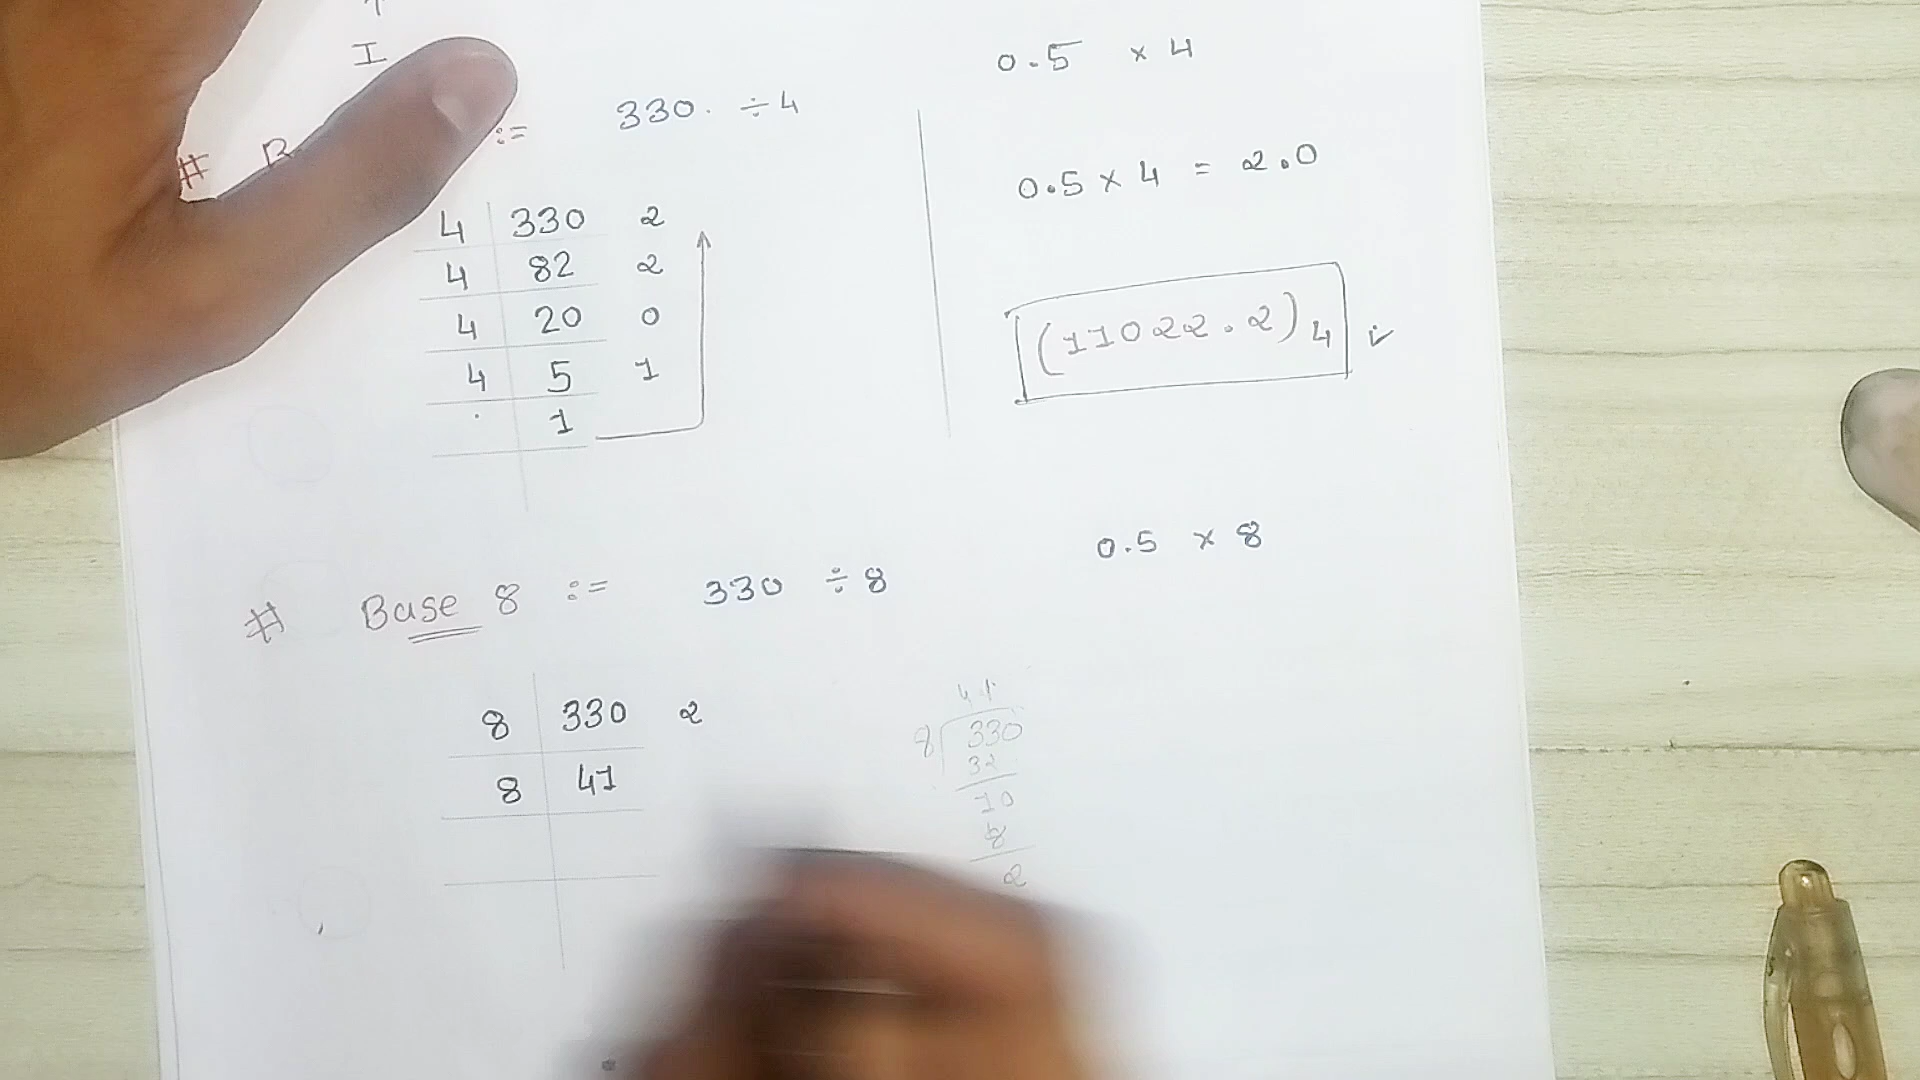 I
# B := 330. ÷ 4
4 330 2
4 82 2
4 20 0
4 5 1
1
0.5 × 4
0.5 × 4 = 2.0
(11022.2)4
# Base 8 := 330 ÷ 8
0.5 × 8
8 330 2
8 41
41
8 330
32
10
8
2